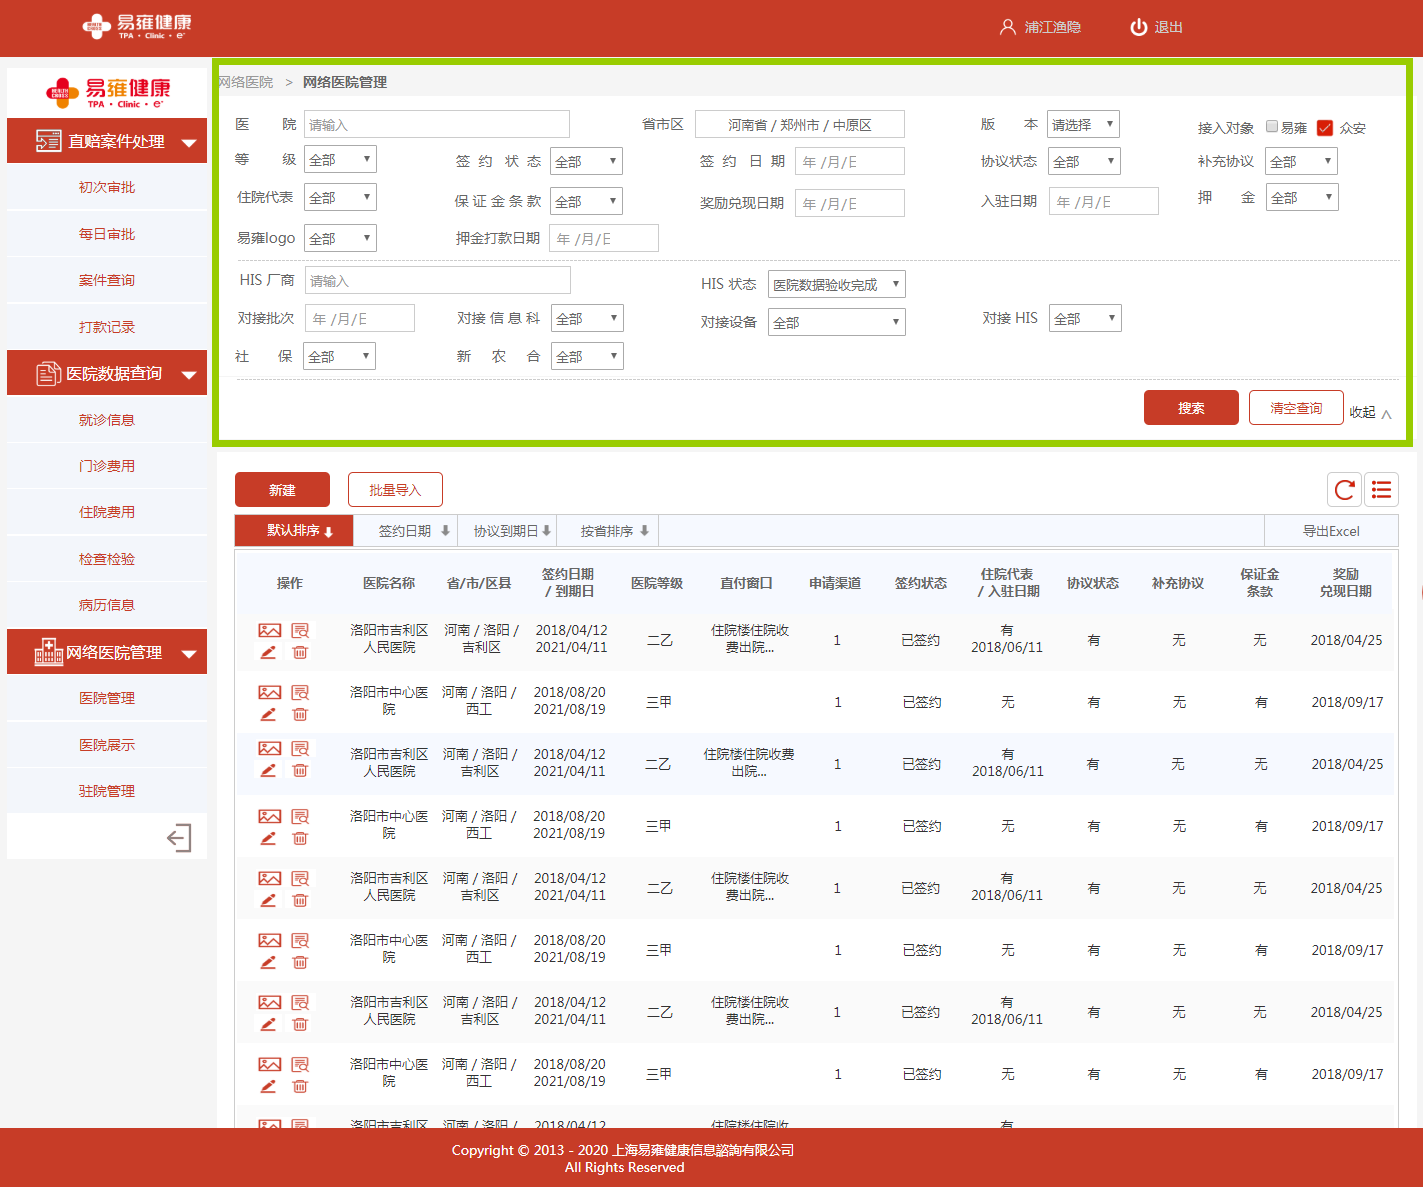 易雍健康
TPA · Clinic · e⁺
浦江渔隐
退出
易雍健康
TPA · Clinic · e⁺
直赔案件处理
初次审批
每日审批
案件查询
打款记录
医院数据查询
就诊信息
门诊费用
住院费用
检查检验
病历信息
网络医院管理
医院管理
医院展示
驻院管理
网络医院 > 网络医院管理
医 院 请输入 省市区 河南省 / 郑州市 / 中原区 版 本 请选择 接入对象 易雍 众安
等 级 全部 签 约 状 态 全部 签 约 日 期 年 /月/日 协议状态 全部 补充协议 全部
住院代表 全部 保 证 金 条 款 全部 奖励兑现日期 年 /月/日 入驻日期 年 /月/日 押 金 全部
易雍logo 全部 押金打款日期 年 /月/日
HIS 厂商 请输入 HIS 状态 医院数据验收完成
对接批次 年 /月/日 对接 信 息 科 全部 对接设备 全部 对接 HIS 全部
社 保 全部 新 农 合 全部
搜索 清空查询 收起
新建 批量导入
默认排序 签约日期 协议到期日 按省排序 导出Excel
操作 医院名称 省/市/区县 签约日期 / 到期日 医院等级 直付窗口 申请渠道 签约状态 住院代表 / 入驻日期 协议状态 补充协议 保证金条款 奖励兑现日期
洛阳市吉利区人民医院 河南 / 洛阳 / 吉利区 2018/04/12 2021/04/11 二乙 住院楼住院收费出院... 1 已签约 有 2018/06/11 有 无 无 2018/04/25
洛阳市中心医院 河南 / 洛阳 / 西工 2018/08/20 2021/08/19 三甲 1 已签约 无 有 无 有 2018/09/17
洛阳市吉利区人民医院 河南 / 洛阳 / 吉利区 2018/04/12 2021/04/11 二乙 住院楼住院收费出院... 1 已签约 有 2018/06/11 有 无 无 2018/04/25
洛阳市中心医院 河南 / 洛阳 / 西工 2018/08/20 2021/08/19 三甲 1 已签约 无 有 无 有 2018/09/17
洛阳市吉利区人民医院 河南 / 洛阳 / 吉利区 2018/04/12 2021/04/11 二乙 住院楼住院收费出院... 1 已签约 有 2018/06/11 有 无 无 2018/04/25
洛阳市中心医院 河南 / 洛阳 / 西工 2018/08/20 2021/08/19 三甲 1 已签约 无 有 无 有 2018/09/17
洛阳市吉利区人民医院 河南 / 洛阳 / 吉利区 2018/04/12 2021/04/11 二乙 住院楼住院收费出院... 1 已签约 有 2018/06/11 有 无 无 2018/04/25
洛阳市中心医院 河南 / 洛阳 / 西工 2018/08/20 2021/08/19 三甲 1 已签约 无 有 无 有 2018/09/17
洛阳市吉利区 河南 / 洛阳 / 2018/04/12 住院楼住院收 有
Copyright © 2013 - 2020 上海易雍健康信息諮詢有限公司
All Rights Reserved